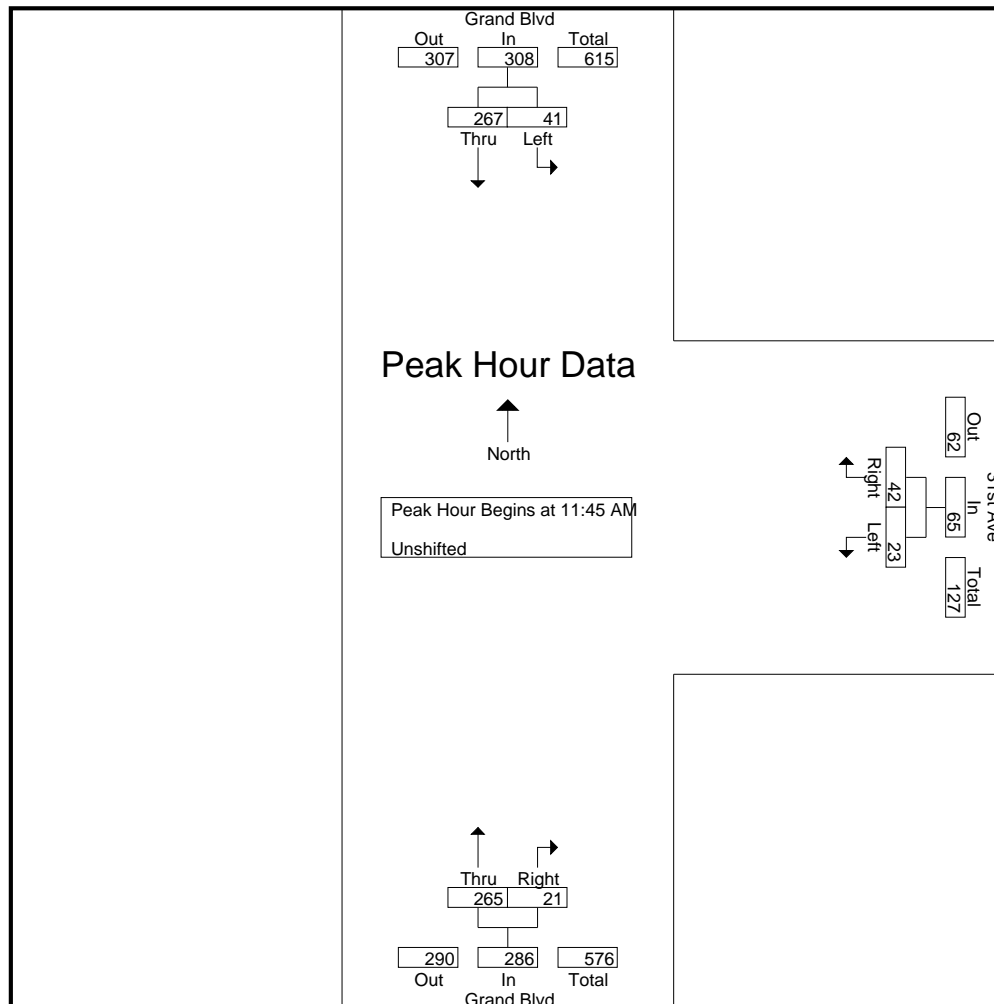 Grand Blvd
Out In Total
307 308 615
267 41
Thru Left
Peak Hour Data
North
Peak Hour Begins at 11:45 AM
Unshifted
Out In Total
62 65 127
42 23
Right Left
Thru Right
265 21
290 286 576
Out In Total
Grand Blvd